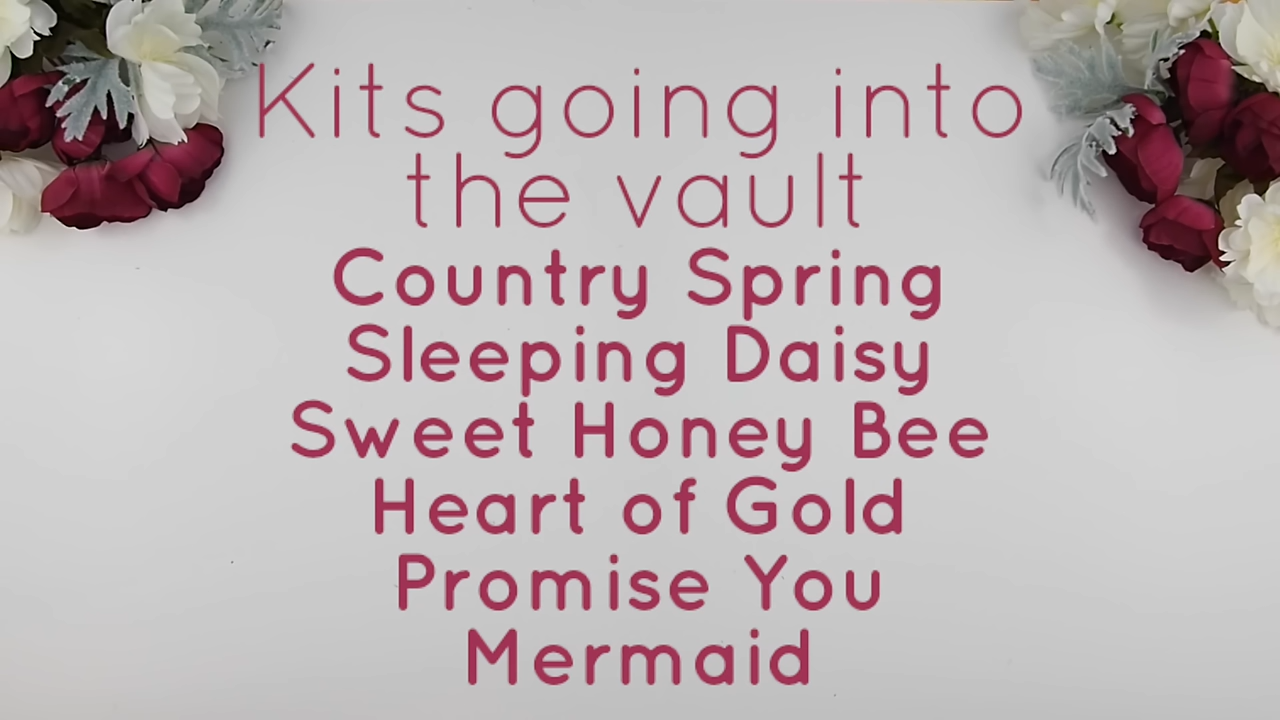 Kits going into
the vault
Country Spring
Sleeping Daisy
Sweet Honey Bee
Heart of Gold
Promise You
Mermaid